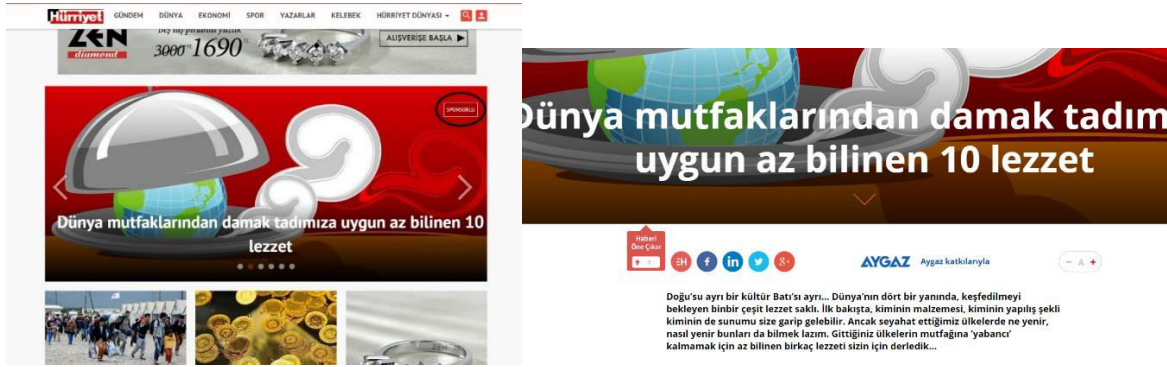 Hürriyet
GÜNDEM DÜNYA EKONOMİ SPOR YAZARLAR KELEBEK HÜRRİYET DÜNYASI
ZEN
diamond
3000 1690
ALIŞVERİŞE BAŞLA
SPONSORLU
Dünya mutfaklarından damak tadımıza uygun az bilinen 10
lezzet
Dünya mutfaklarından damak tadım
uygun az bilinen 10 lezzet
Haberi
Öne Çıkar
AYGAZ Aygaz katkılarıyla
- A +
Doğu’su ayrı bir kültür Batı’sı ayrı... Dünya’nın dört bir yanında, keşfedilmeyi
bekleyen binbir çeşit lezzet saklı. İlk bakışta, kiminin malzemesi, kiminin yapılış şekli
kiminin de sunumu size garip gelebilir. Ancak seyahat ettiğimiz ülkelerde ne yenir,
nasıl yenir bunları da bilmek lazım. Gittiğiniz ülkelerin mutfağına ‘yabancı’
kalmamak için az bilinen birkaç lezzeti sizin için derledik...